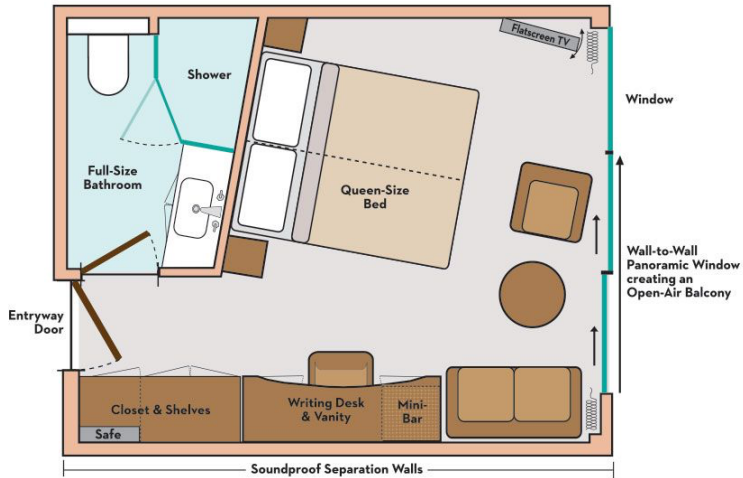 Flatscreen TV
Shower
Window
Full-Size
Bathroom
Queen-Size
Bed
Wall-to-Wall
Panoramic Window
creating an
Open-Air Balcony
Entryway
Door
Closet & Shelves
Writing Desk
& Vanity
Mini-
Bar
Safe
Soundproof Separation Walls